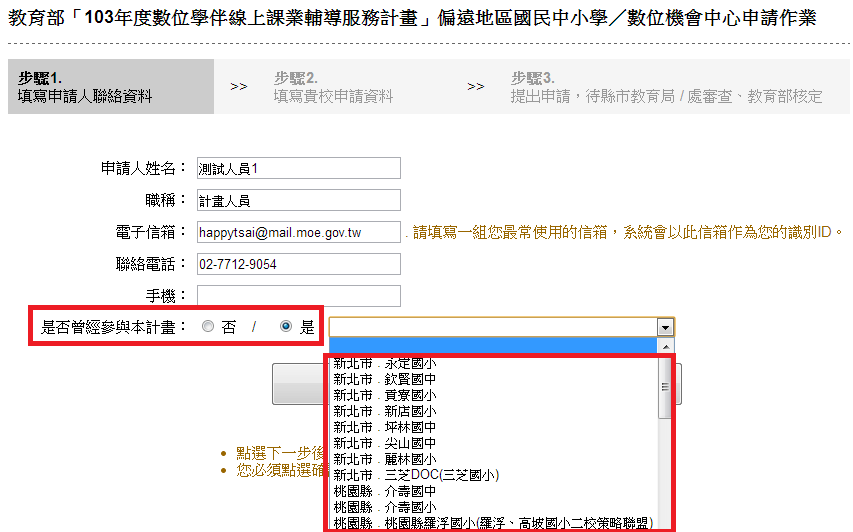 教育部「103年度數位學伴線上課業輔導服務計畫」偏遠地區國民中小學／數位機會中心申請作業
步驟1. >> 步驟2. >> 步驟3.
填寫申請人聯絡資料 填寫貴校申請資料 提出申請，待縣市教育局 / 處審查、教育部核定
申請人姓名： 測試人員1
職稱： 計畫人員
電子信箱： happytsai@mail.moe.gov.tw . 請填寫一組您最常使用的信箱，系統會以此信箱作為您的識別ID。
聯絡電話： 02-7712-9054
手機：
是否曾經參與本計畫： 否 / 是
新北市 . 永定國小
新北市 . 欽賢國中
新北市 . 貢寮國小
新北市 . 新店國小
新北市 . 坪林國中
新北市 . 尖山國中
新北市 . 麗林國小
新北市 . 三芝DOC(三芝國小)
桃園縣 . 介壽國中
桃園縣 . 介壽國小
桃園縣 . 桃園縣羅浮國小(羅浮、高坡國小二校策略聯盟)
點選下一步後
您必須點選確